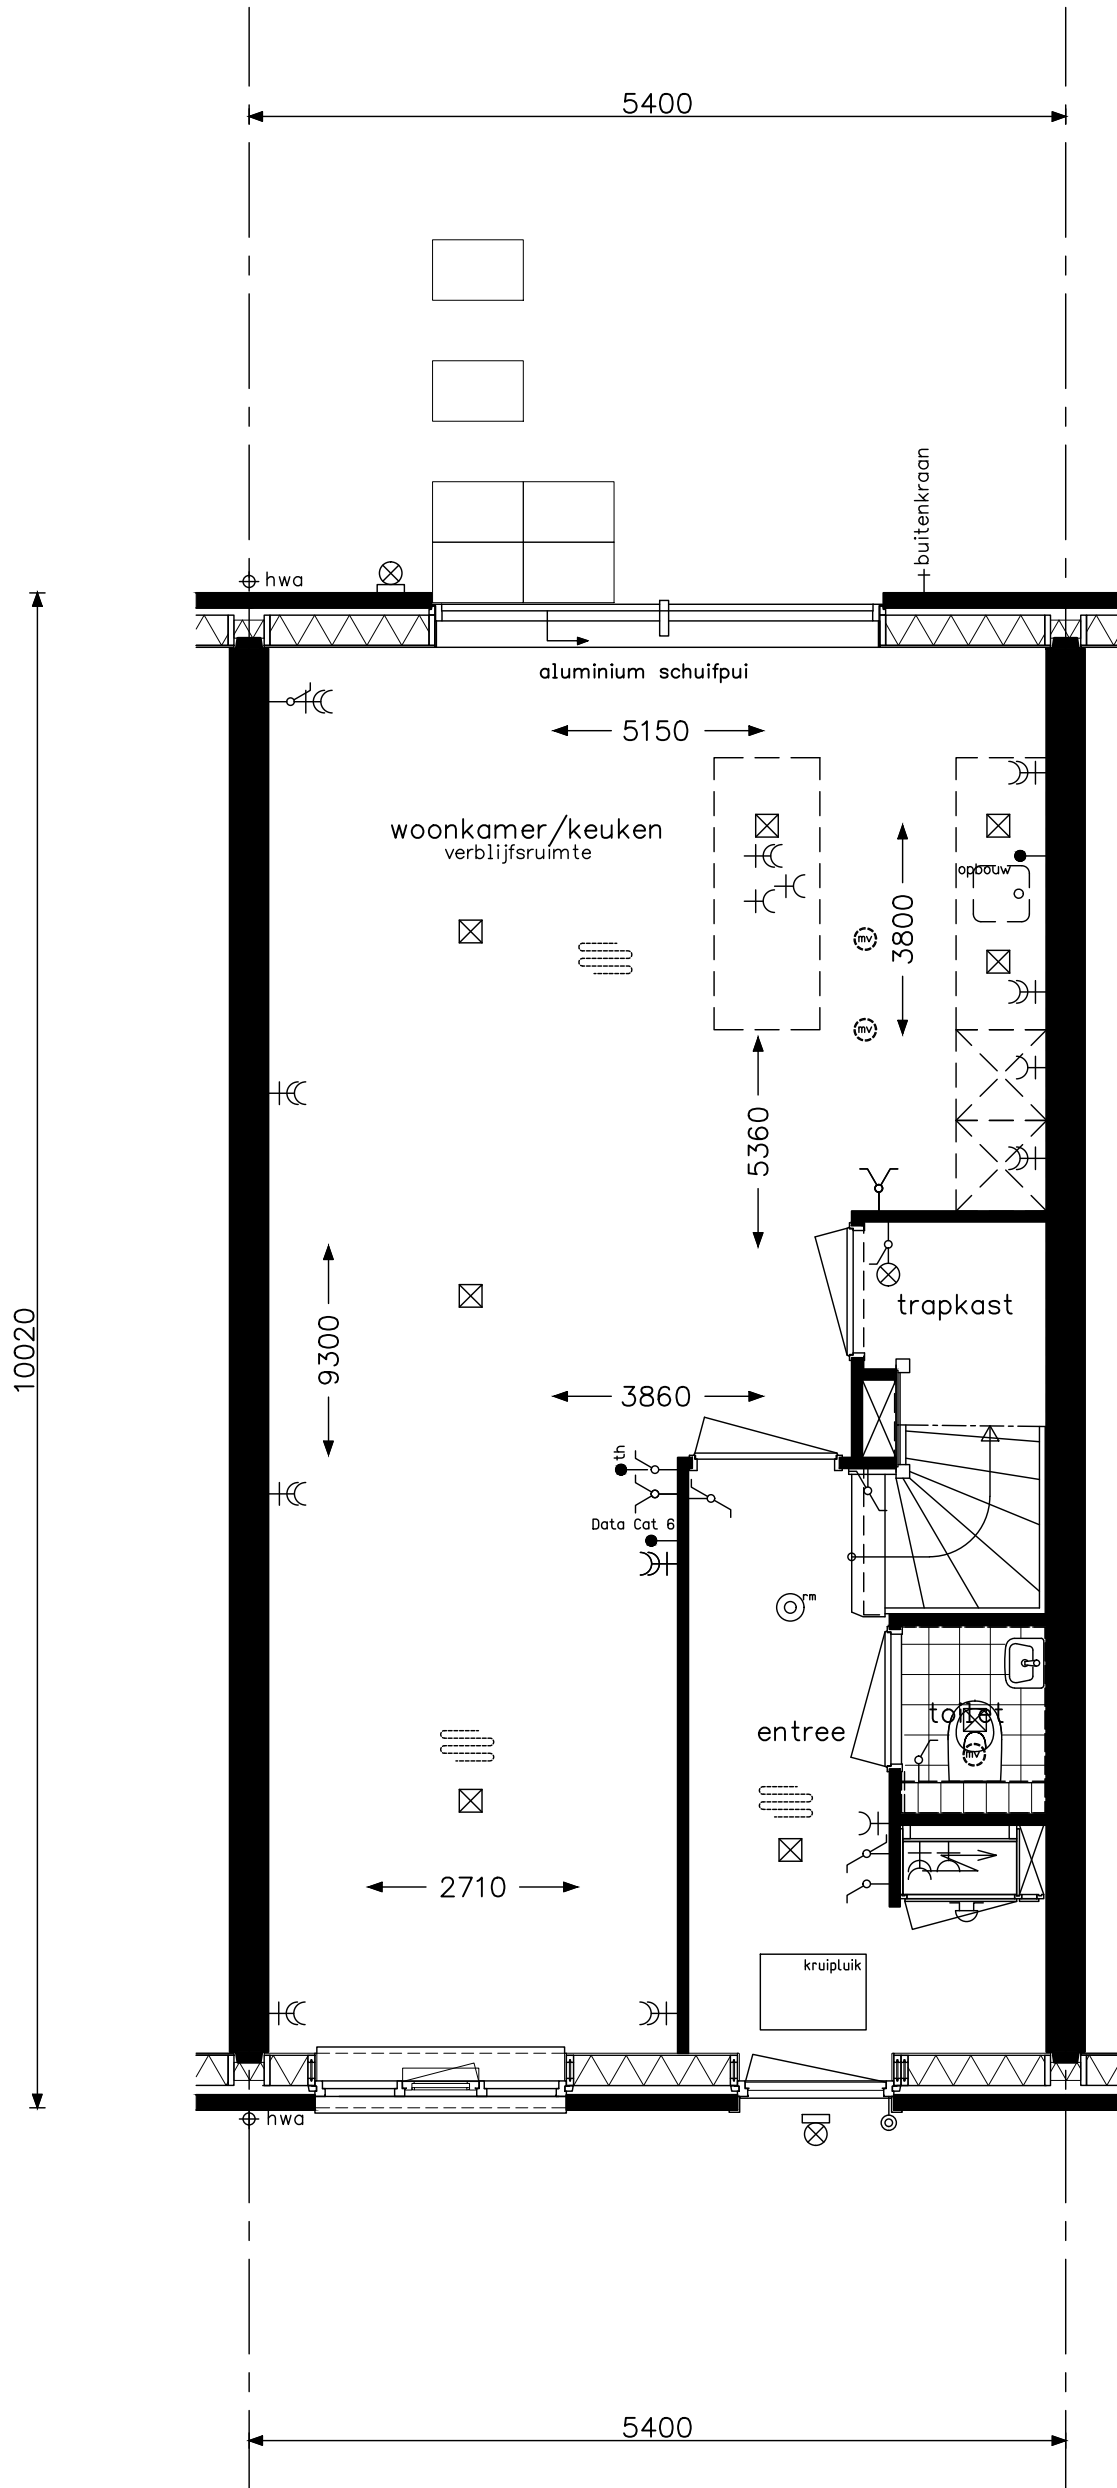 5400
buitenkraan
hwa
aluminium schuifpui
5150
woonkamer/keuken
verblijfsruimte
opbouw
3800
mv
mv
5360
trapkast
10020
9300
3860
th
Data Cat 6
rm
toilet
entree
mv
2710
kruipluik
hwa
5400